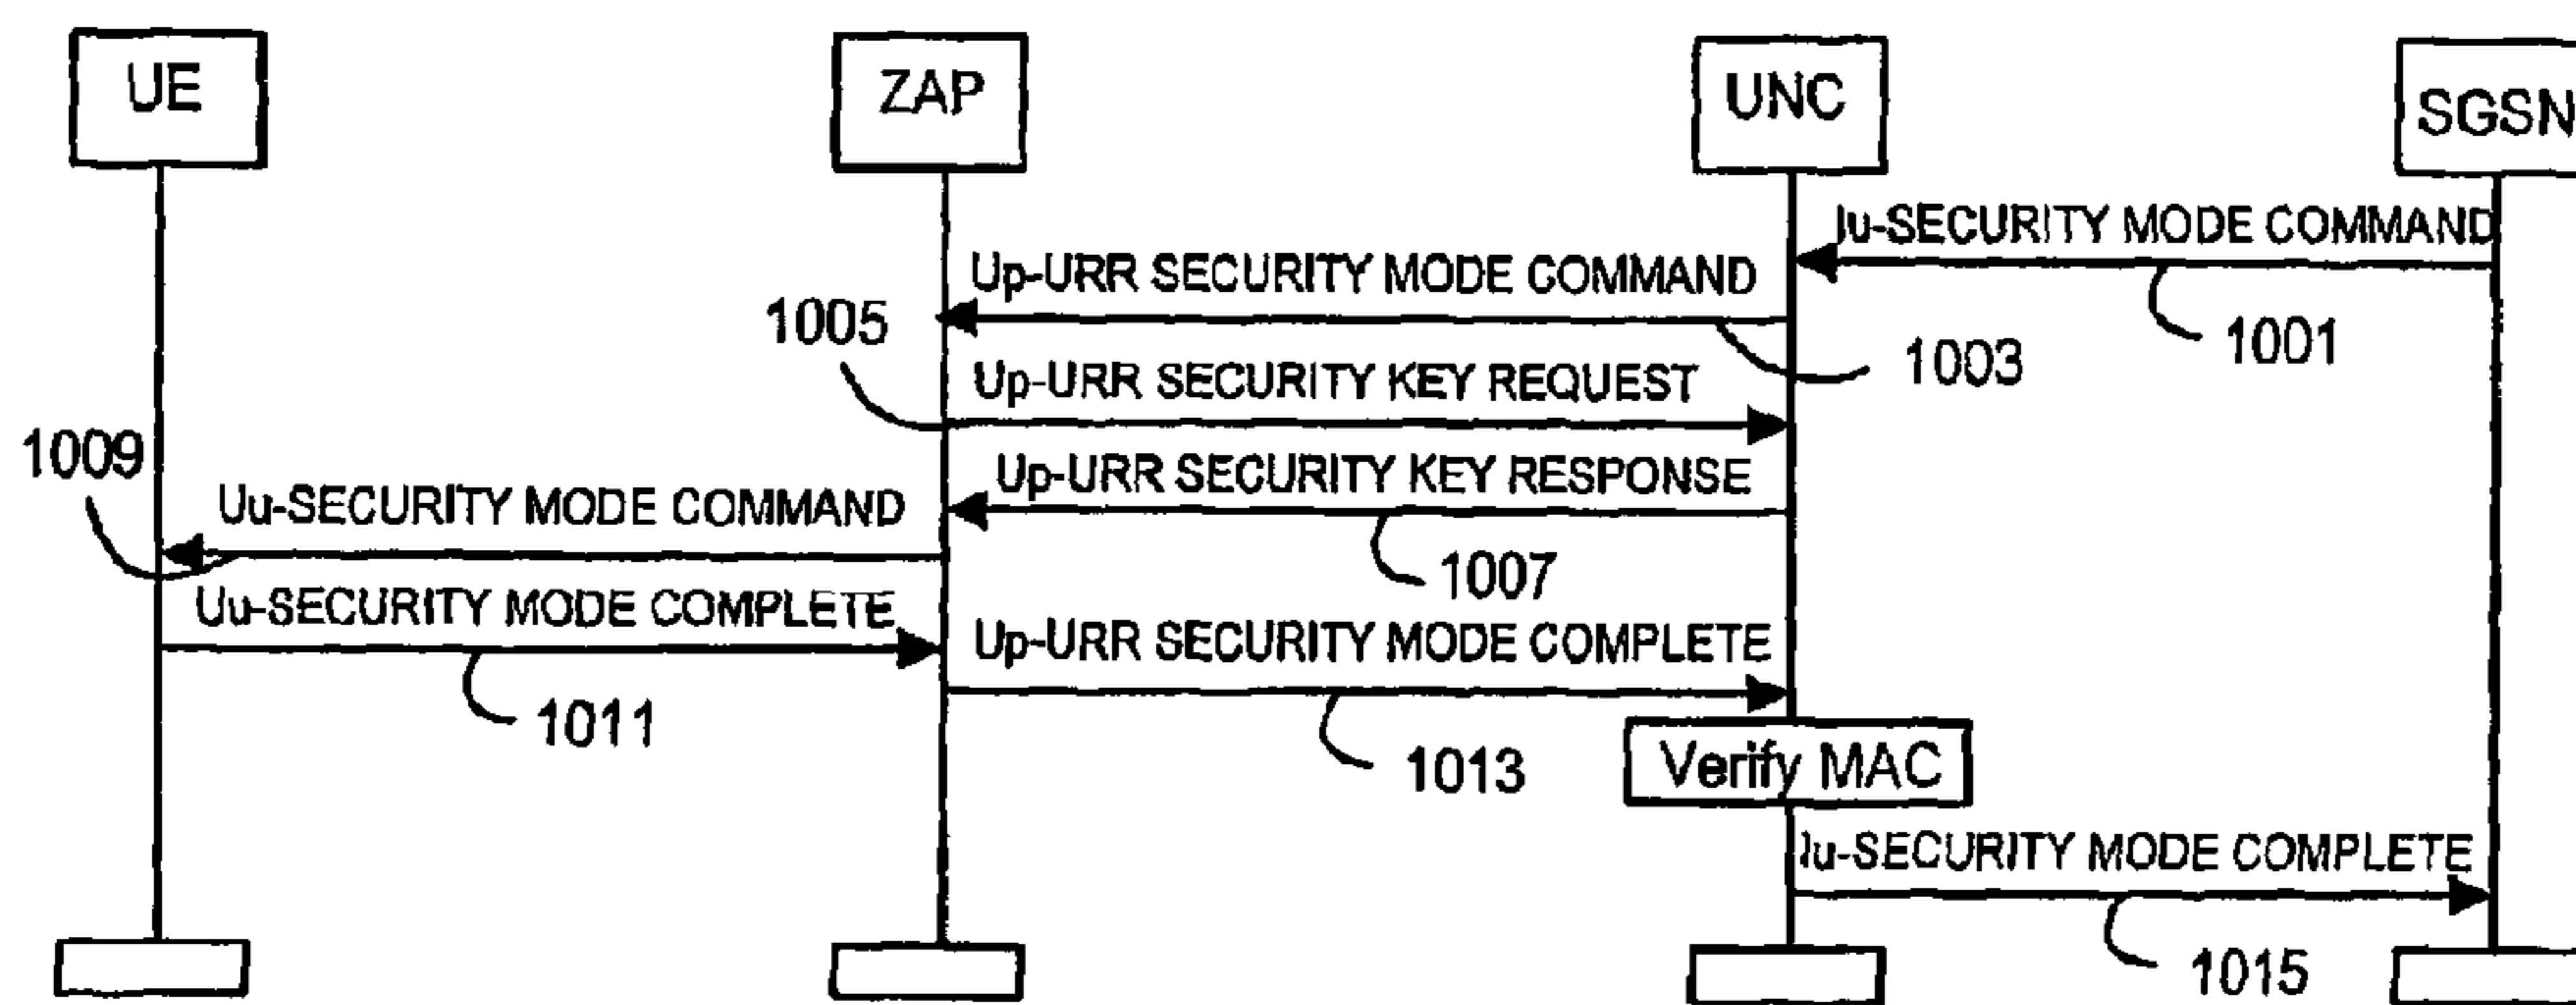 UE
ZAP
UNC
SGSN
Iu-SECURITY MODE COMMAND
1001
Up-URR SECURITY MODE COMMAND
1003
1005
Up-URR SECURITY KEY REQUEST
Up-URR SECURITY KEY RESPONSE
1007
1009
Uu-SECURITY MODE COMMAND
Uu-SECURITY MODE COMPLETE
1011
Up-URR SECURITY MODE COMPLETE
1013
Verify MAC
Iu-SECURITY MODE COMPLETE
1015